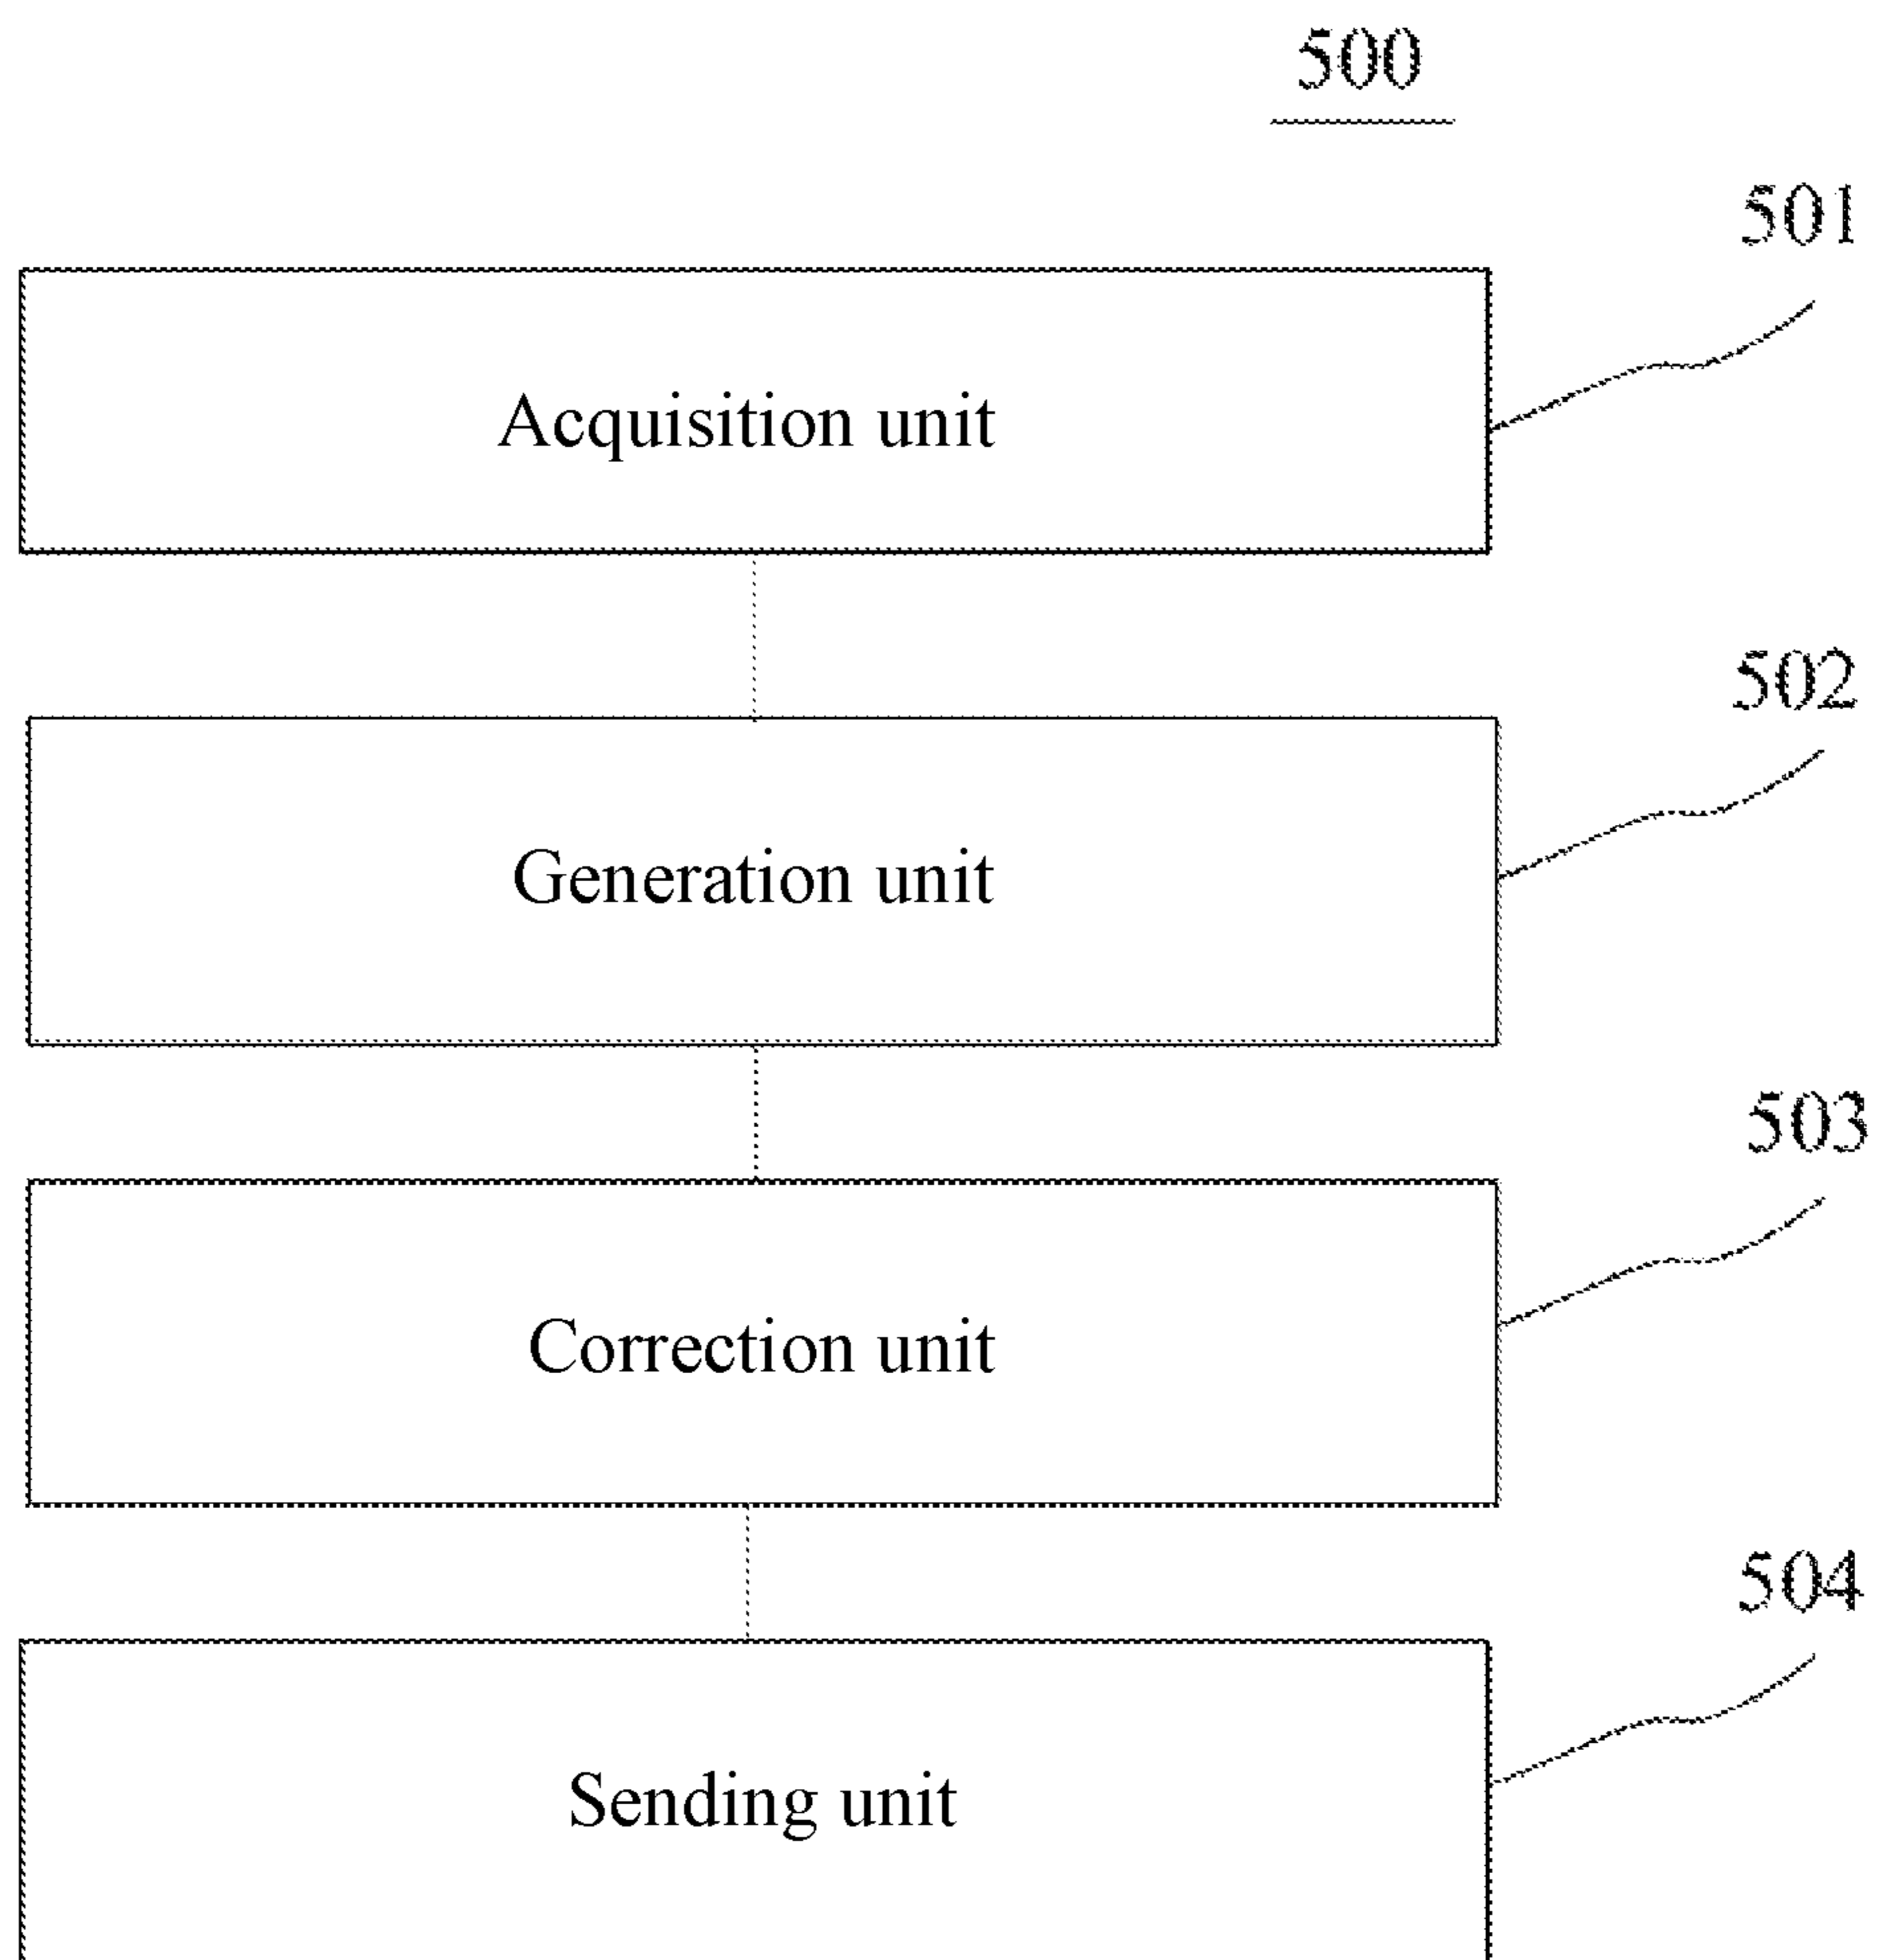 500
501
Acquisition unit
502
Generation unit
503
Correction unit
504
Sending unit